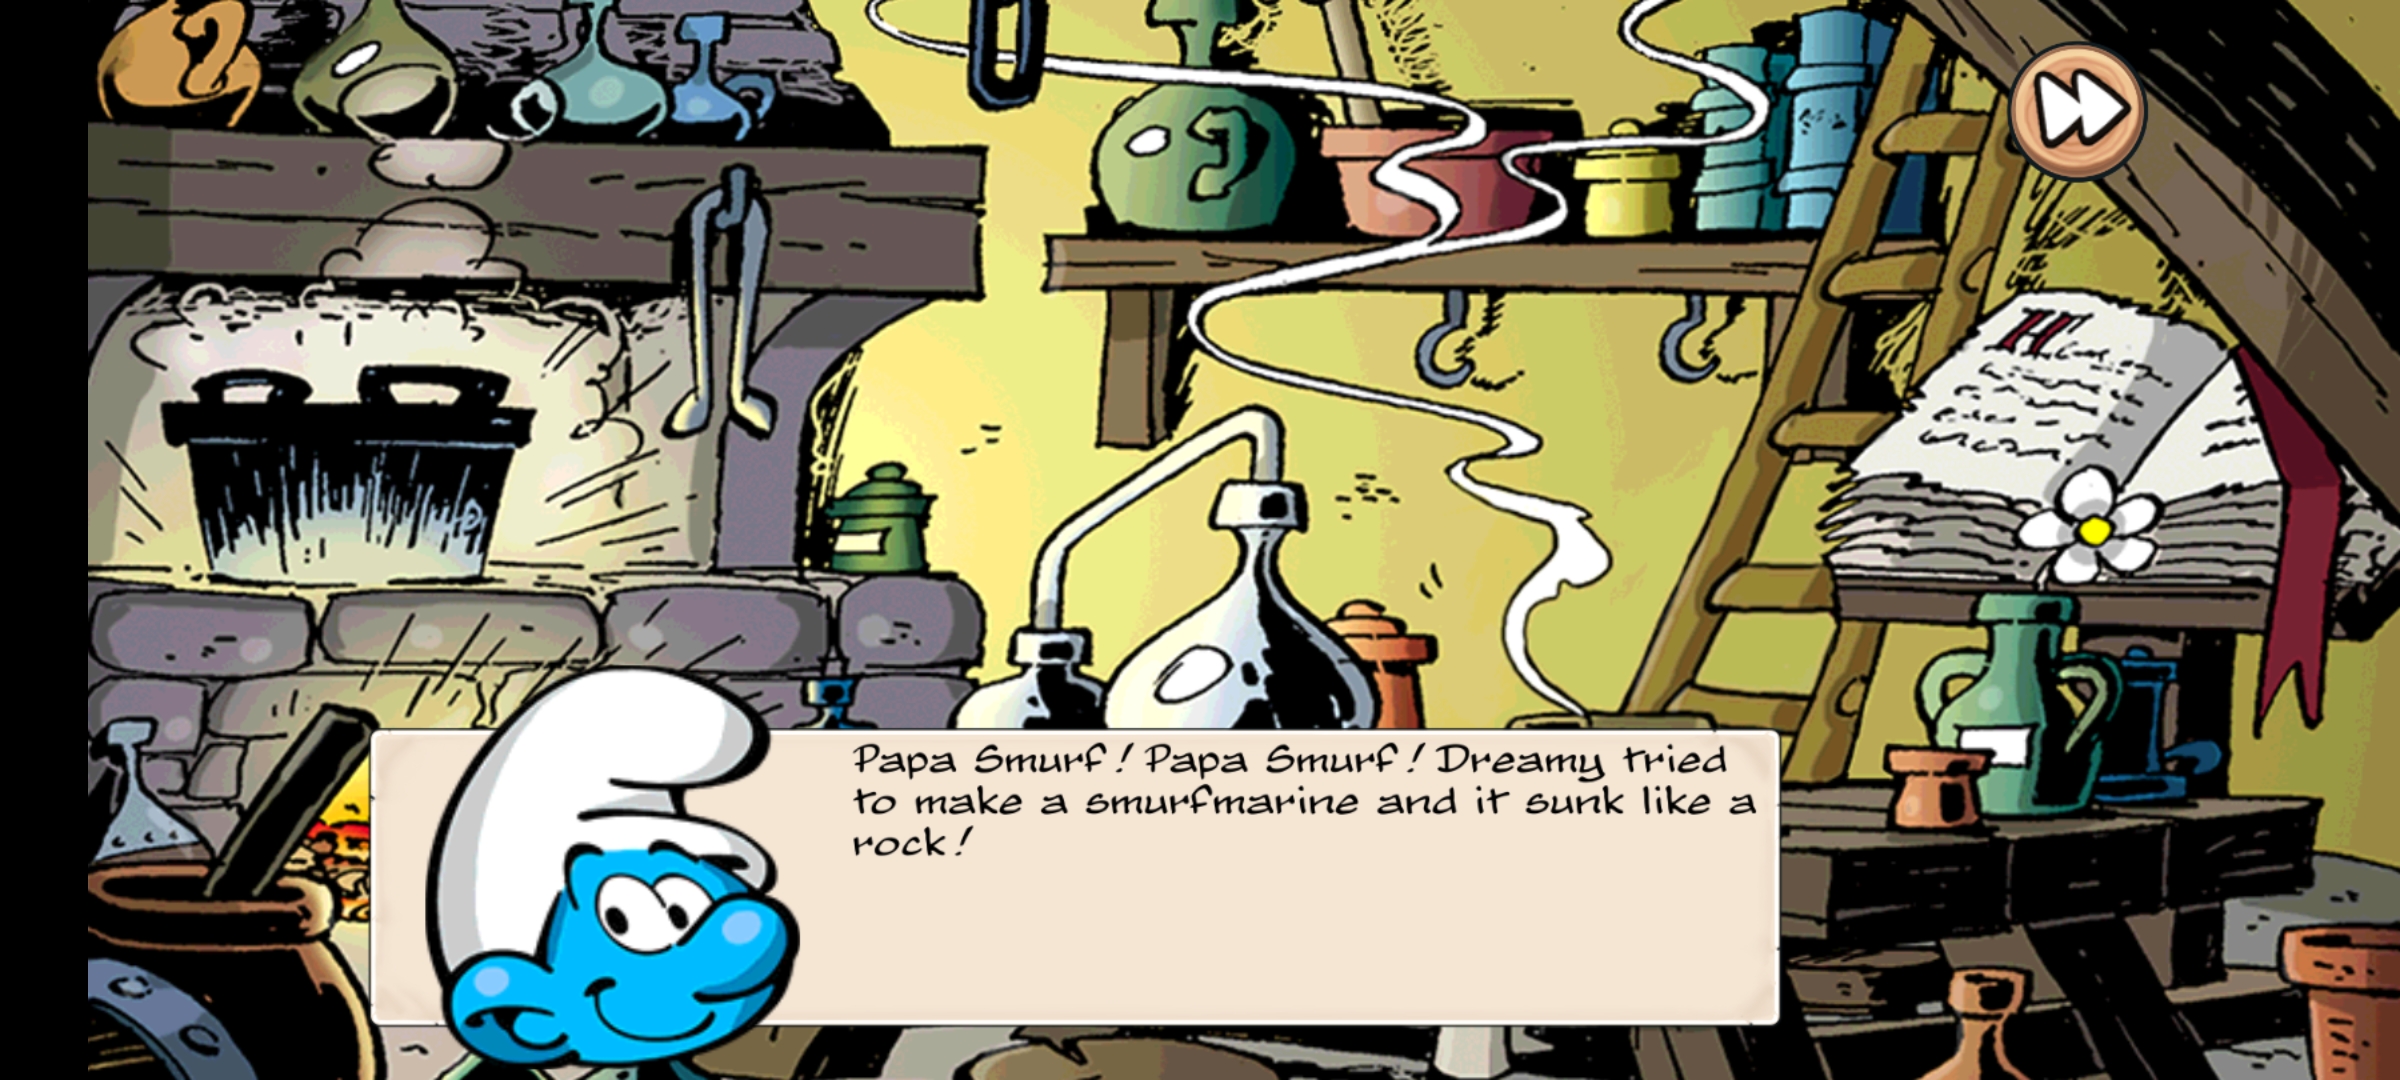 Papa Smurf! Papa Smurf! Dreamy tried
to make a smurfmarine and it sunk like a
rock!